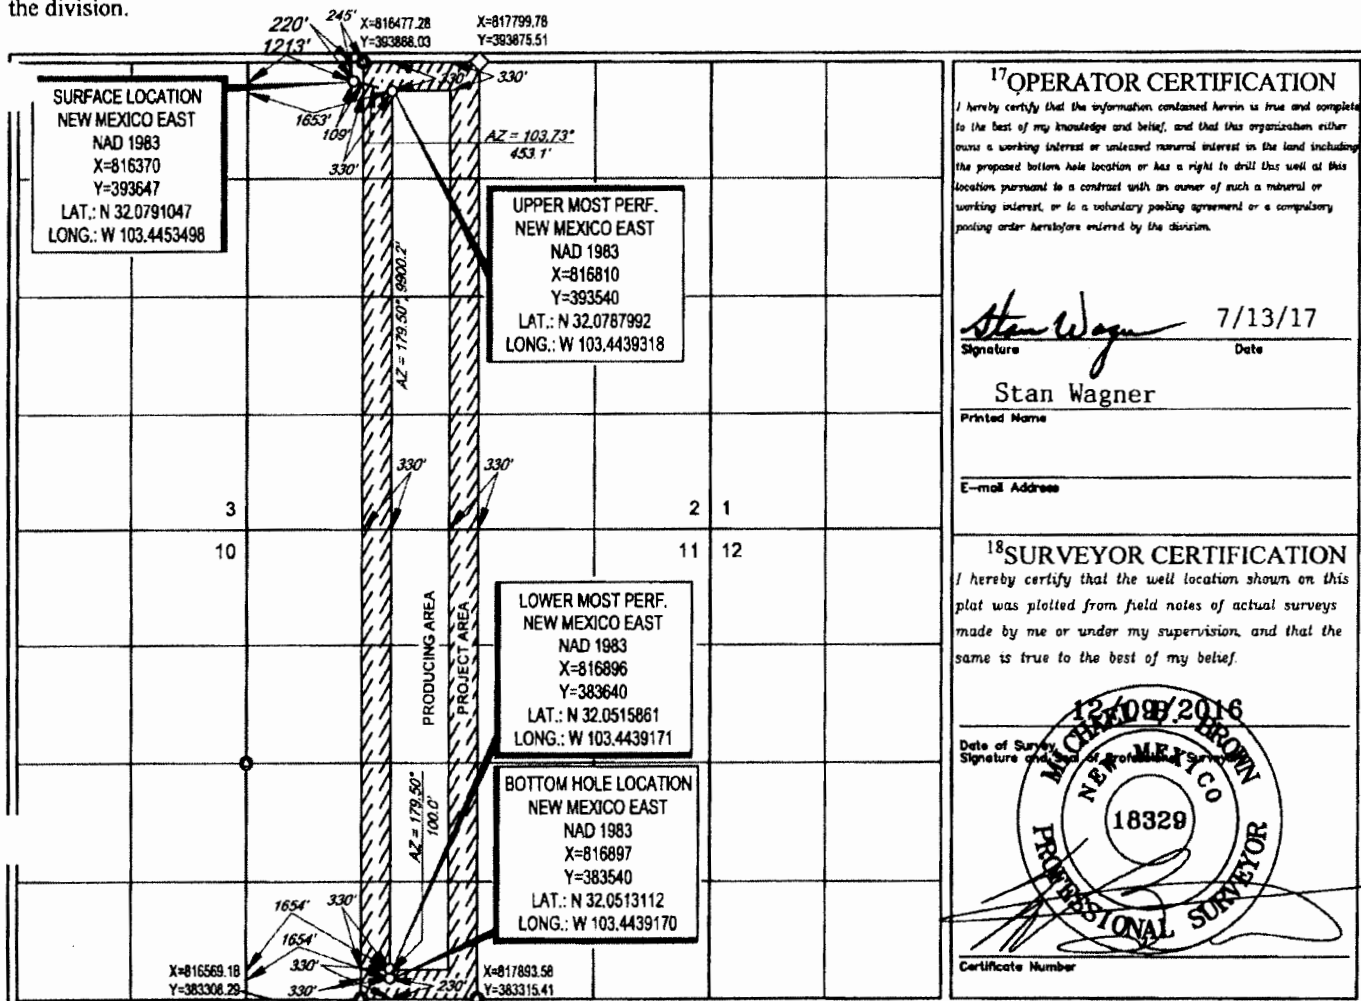 the division.
220'
245'
X=816477.28
Y=393868.03
X=817799.78
Y=393875.51
1213'
330'
330'
SURFACE LOCATION
NEW MEXICO EAST
NAD 1983
X=816370
Y=393647
LAT.: N 32.0791047
LONG.: W 103.4453498
1653'
109'
330'
AZ = 103.73°
453.1'
UPPER MOST PERF.
NEW MEXICO EAST
NAD 1983
X=816810
Y=393540
LAT.: N 32.0787992
LONG.: W 103.4439318
AZ = 179.50°, 9900.2'
330'
330'
3
2
1
10
11
12
PRODUCING AREA
PROJECT AREA
LOWER MOST PERF.
NEW MEXICO EAST
NAD 1983
X=816896
Y=383640
LAT.: N 32.0515861
LONG.: W 103.4439171
AZ = 179.50°
100.0'
BOTTOM HOLE LOCATION
NEW MEXICO EAST
NAD 1983
X=816897
Y=383540
LAT.: N 32.0513112
LONG.: W 103.4439170
1654'
330'
1654'
330'
X=816569.18
Y=383308.29
330'
230'
X=817893.58
Y=383315.41
17 OPERATOR CERTIFICATION
I hereby certify that the information contained herein is true and complete
to the best of my knowledge and belief, and that this organization either
owns a working interest or unleased mineral interest in the land including
the proposed bottom hole location or has a right to drill this well at this
location pursuant to a contract with an owner of such a mineral or
working interest, or to a voluntary pooling agreement or a compulsory
pooling order heretofore entered by the division.
Stan Wagner
7/13/17
Signature
Date
Stan Wagner
Printed Name
E-mail Address
18 SURVEYOR CERTIFICATION
I hereby certify that the well location shown on this
plat was plotted from field notes of actual surveys
made by me or under my supervision, and that the
same is true to the best of my belief.
12/09/2016
Date of Survey
Signature and Seal of Professional Surveyor
MICHAEL B. BROWN
NEW MEXICO
18329
PROFESSIONAL SURVEYOR
Certificate Number